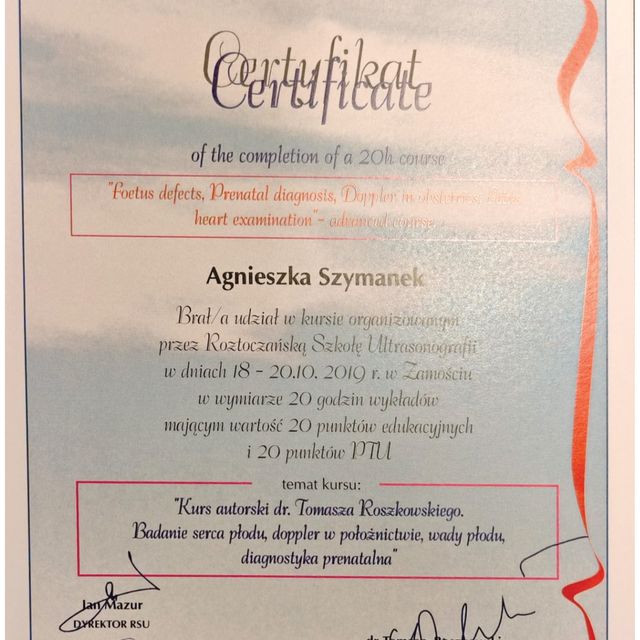 Certyfikat
Certificate
of the completion of a 20h course
"Foetus defects, Prenatal diagnosis, Doppler in obstetrics,
heart examination"- advanced course
Agnieszka Szymanek
Brał/a udział w kursie organizowanym
przez Roztoczańską Szkołę Ultrasonografii
w dniach 18 - 20.10. 2019 r. w Zamościu
w wymiarze 20 godzin wykładów
mającym wartość 20 punktów edukacyjnych
i 20 punktów PTU
temat kursu:
"Kurs autorski dr. Tomasza Roszkowskiego.
Badanie serca płodu, doppler w położnictwie, wady płodu,
diagnostyka prenatalna"
Jan Mazur
DYREKTOR RSU